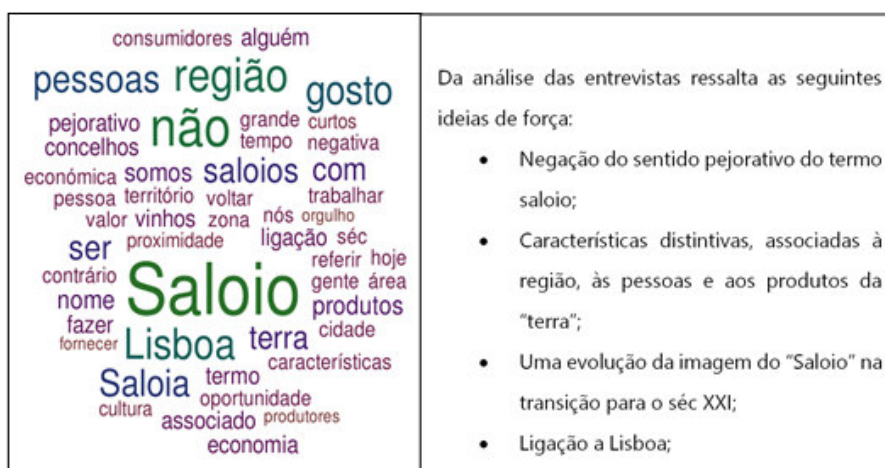 consumidores alguém
pessoas região gosto
pejorativo não grande curtos
concelhos tempo negativa
económica somos saloios com
pessoa território voltar trabalhar
valor vinhos zona nós orgulho
ser proximidade ligação séc
referir hoje
contrário Saloio gente área
nome produtos
fazer cidade
fornecer Lisboa terra
características
Saloia termo
oportunidade
cultura associado produtores
economia
Da análise das entrevistas ressalta as seguintes
ideias de força:
• Negação do sentido pejorativo do termo
saloio;
• Características distintivas, associadas à
região, às pessoas e aos produtos da
“terra”;
• Uma evolução da imagem do “Saloio” na
transição para o séc XXI;
• Ligação a Lisboa;